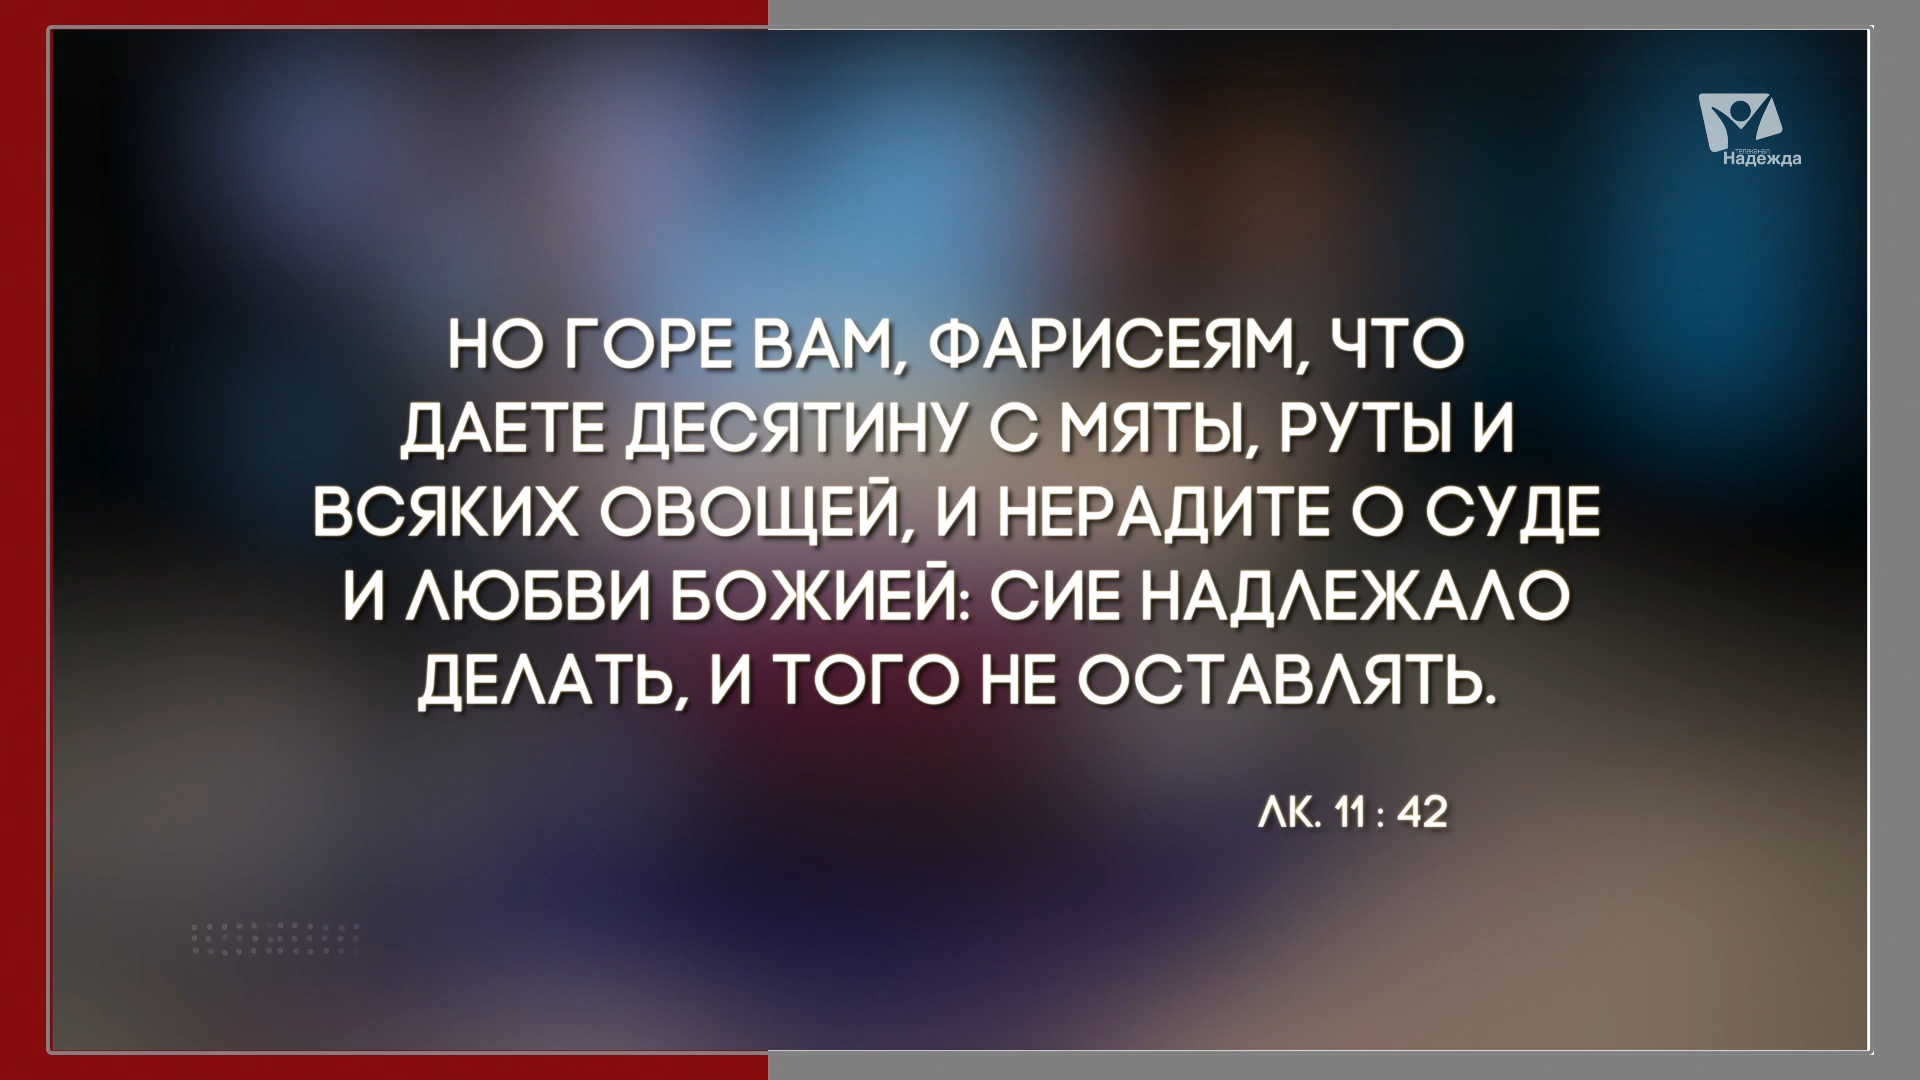 телеканал
Надежда
НО ГОРЕ ВАМ, ФАРИСЕЯМ, ЧТО
ДАЕТЕ ДЕСЯТИНУ С МЯТЫ, РУТЫ И
ВСЯКИХ ОВОЩЕЙ, И НЕРАДИТЕ О СУДЕ
И ЛЮБВИ БОЖИЕЙ: СИЕ НАДЛЕЖАЛО
ДЕЛАТЬ, И ТОГО НЕ ОСТАВЛЯТЬ.
ЛК. 11 : 42